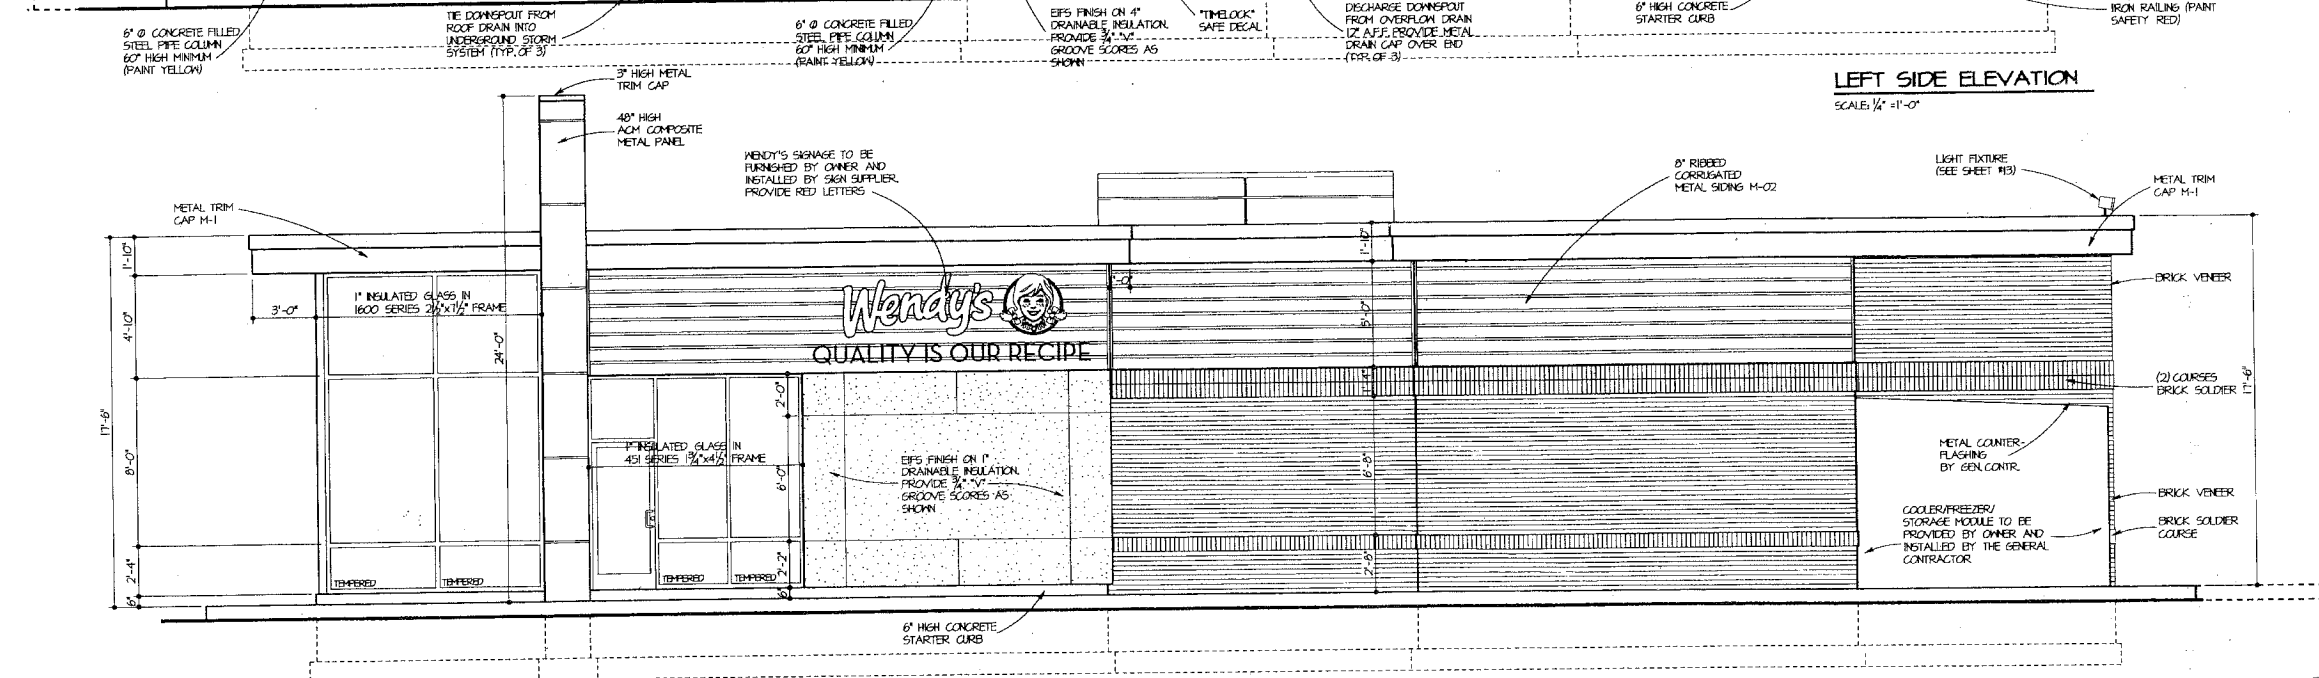 6" Ø CONCRETE FILLED
STEEL PIPE COLUMN
60" HIGH MINIMUM
(PAINT YELLOW)
TIE DOWNSPOUT FROM
ROOF DRAIN INTO
UNDERGROUND STORM
SYSTEM (TYP. OF 3)
6" Ø CONCRETE FILLED
STEEL PIPE COLUMN
60" HIGH MINIMUM
(PAINT YELLOW)
EIFS FINISH ON 4"
DRAINABLE INSULATION.
PROVIDE 3/4" "V"
GROOVE SCORES AS
SHOWN
"TIMELOCK"
SAFE DECAL
DISCHARGE DOWNSPOUT
FROM OVERFLOW DRAIN
12" A.F.F. PROVIDE METAL
DRAIN CAP OVER END
(TYP. OF 3)
6" HIGH CONCRETE
STARTER CURB
IRON RAILING (PAINT
SAFETY RED)
LEFT SIDE ELEVATION
SCALE: 1/4" =1'-0"
3" HIGH METAL
TRIM CAP
48" HIGH
ACM COMPOSITE
METAL PANEL
WENDY'S SIGNAGE TO BE
FURNISHED BY OWNER AND
INSTALLED BY SIGN SUPPLIER.
PROVIDE RED LETTERS
8" RIBBED
CORRUGATED
METAL SIDING M-02
LIGHT FIXTURE
(SEE SHEET #13)
METAL TRIM
CAP M-1
METAL TRIM
CAP M-1
1'-10"
4'-10"
8'-0"
2'-4"
6"
17'-6"
3'-0"
1" INSULATED GLASS IN
1600 SERIES 2 1/2"x7 1/2" FRAME
24'-0"
Wendy's
QUALITY IS OUR RECIPE
1'-10"
5'-0"
1'-4"
6'-8"
2'-8"
BRICK VENEER
(2) COURSES
BRICK SOLDIER
17'-6"
1" INSULATED GLASS IN
451 SERIES 1 3/4"x4 1/2" FRAME
2'-0"
6'-0"
2'-2"
6"
EIFS FINISH ON 1"
DRAINABLE INSULATION.
PROVIDE 3/4" "V"
GROOVE SCORES AS
SHOWN
METAL COUNTER-
FLASHING
BY GEN. CONTR.
COOLER/FREEZER/
STORAGE MODULE TO BE
PROVIDED BY OWNER AND
INSTALLED BY THE GENERAL
CONTRACTOR
BRICK VENEER
BRICK SOLDIER
COURSE
TEMPERED
TEMPERED
TEMPERED
TEMPERED
6" HIGH CONCRETE
STARTER CURB